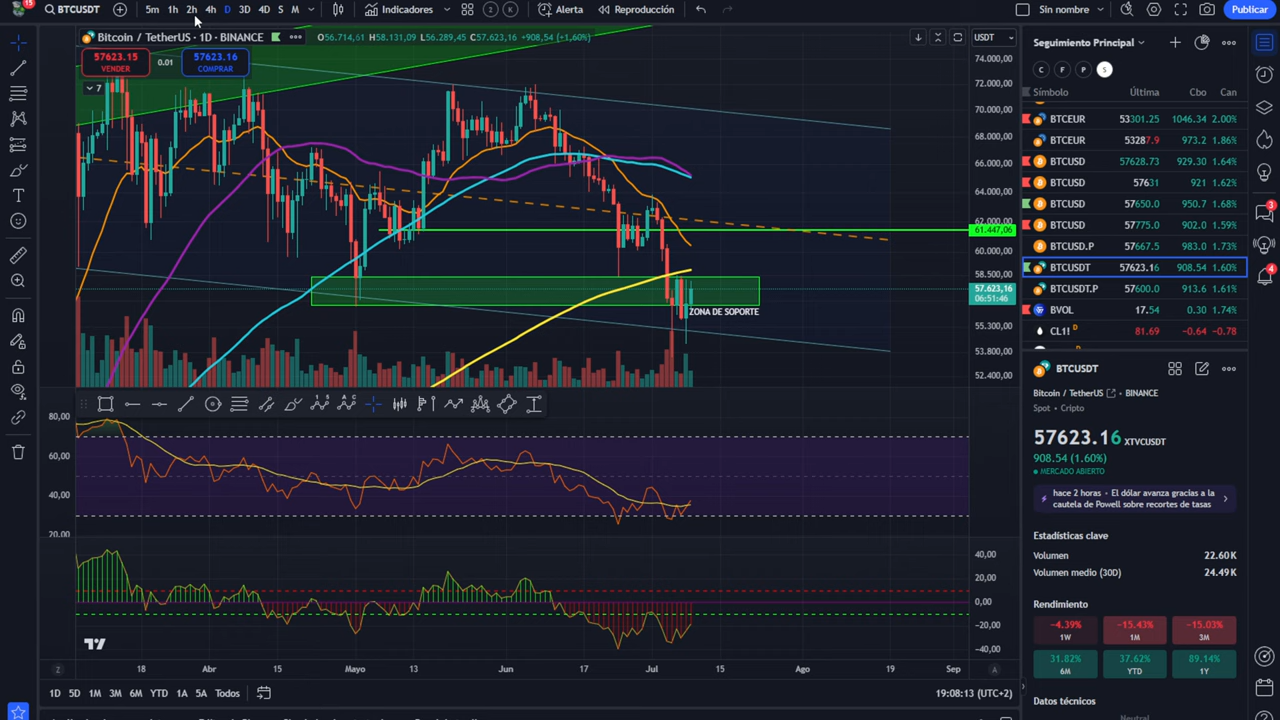 15
BTCUSDT
5m 1h 2h 4h D 3D 4D S M
Indicadores
2 K
Alerta
Reproducción
Sin nombre
Publicar
Bitcoin / TetherUS · 1D · BINANCE
O56.714,61 H58.131,09 L56.289,45 C57.623,16 +908,54 (+1,60%)
USDT
57623.15
VENDER
0.01
57623.16
COMPRAR
7
74.000,00
72.000,00
70.000,00
68.000,00
66.000,00
64.000,00
62.000,00
61.447,06
60.000,00
58.500,00
57.623,16
06:51:46
ZONA DE SOPORTE
55.300,00
53.800,00
52.400,00
80,00
60,00
40,00
20,00
40,00
20,00
0,00
−20,00
−40,00
Z
18 Abr 15 Mayo 13 Jun 17 Jul 15 Ago 19 Sep
A
1D 5D 1M 3M 6M YTD 1A 5A Todos
19:08:13 (UTC+2)
Seguimiento Principal
C F P S
Símbolo Última Cbo Can
BTCEUR 53301.25 1046.34 2.00%
BTCEUR 53287.9 973.2 1.86%
BTCUSD 57628.73 929.30 1.64%
BTCUSD 57631 921 1.62%
BTCUSD 57650.0 950.7 1.68%
BTCUSD 57775.0 902.0 1.59%
BTCUSD.P 57667.5 983.0 1.73%
BTCUSDT 57623.16 908.54 1.60%
BTCUSDT.P 57600.0 913.6 1.61%
BVOL 17.54 0.30 1.74%
CL1! D 81.69 −0.64 −0.78
BTCUSDT
Bitcoin / TetherUS • BINANCE
Spot • Cripto
57623.16 XTVCUSDT
908.54 (1.60%)
MERCADO ABIERTO
hace 2 horas • El dólar avanza gracias a la
cautela de Powell sobre recortes de tasas
Estadísticas clave
Volumen 22.60K
Volumen medio (30D) 24.49K
Rendimiento
−4.39% −15.43% −15.03%
1W 1M 3M
31.82% 37.62% 89.14%
6M YTD 1Y
Datos técnicos
Neutral
3
4